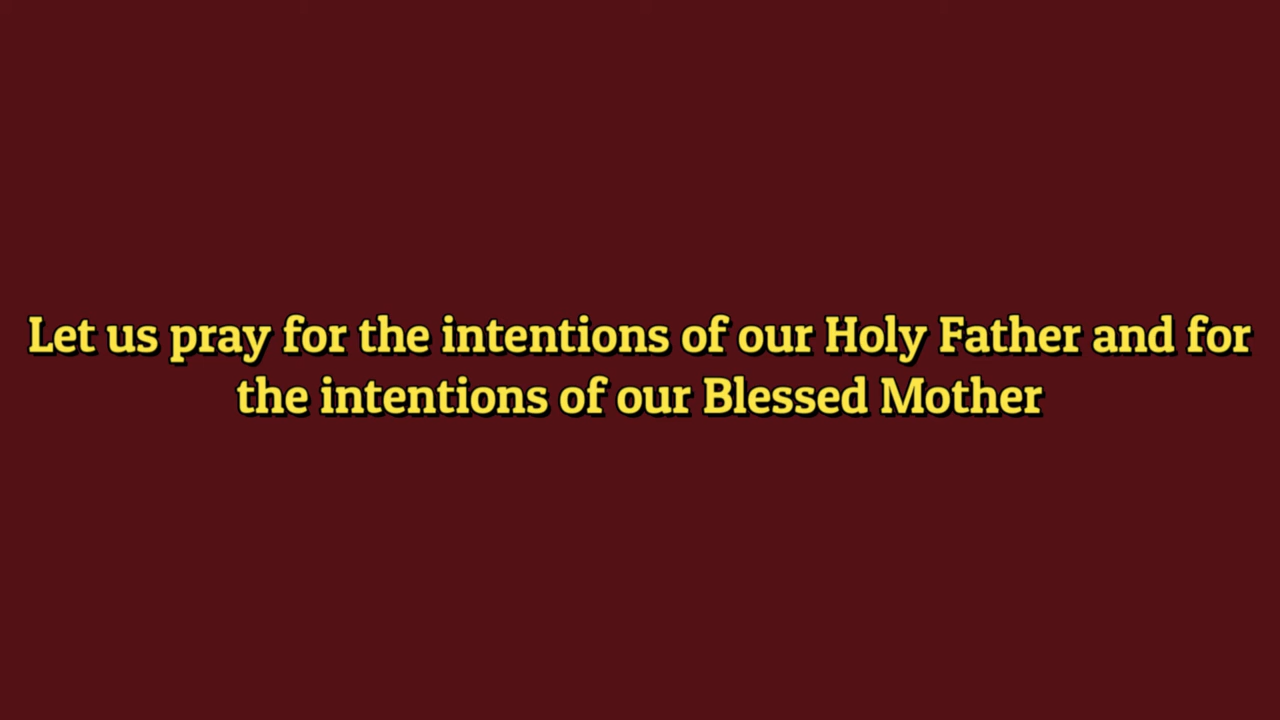 Let us pray for the intentions of our Holy Father and for
the intentions of our Blessed Mother